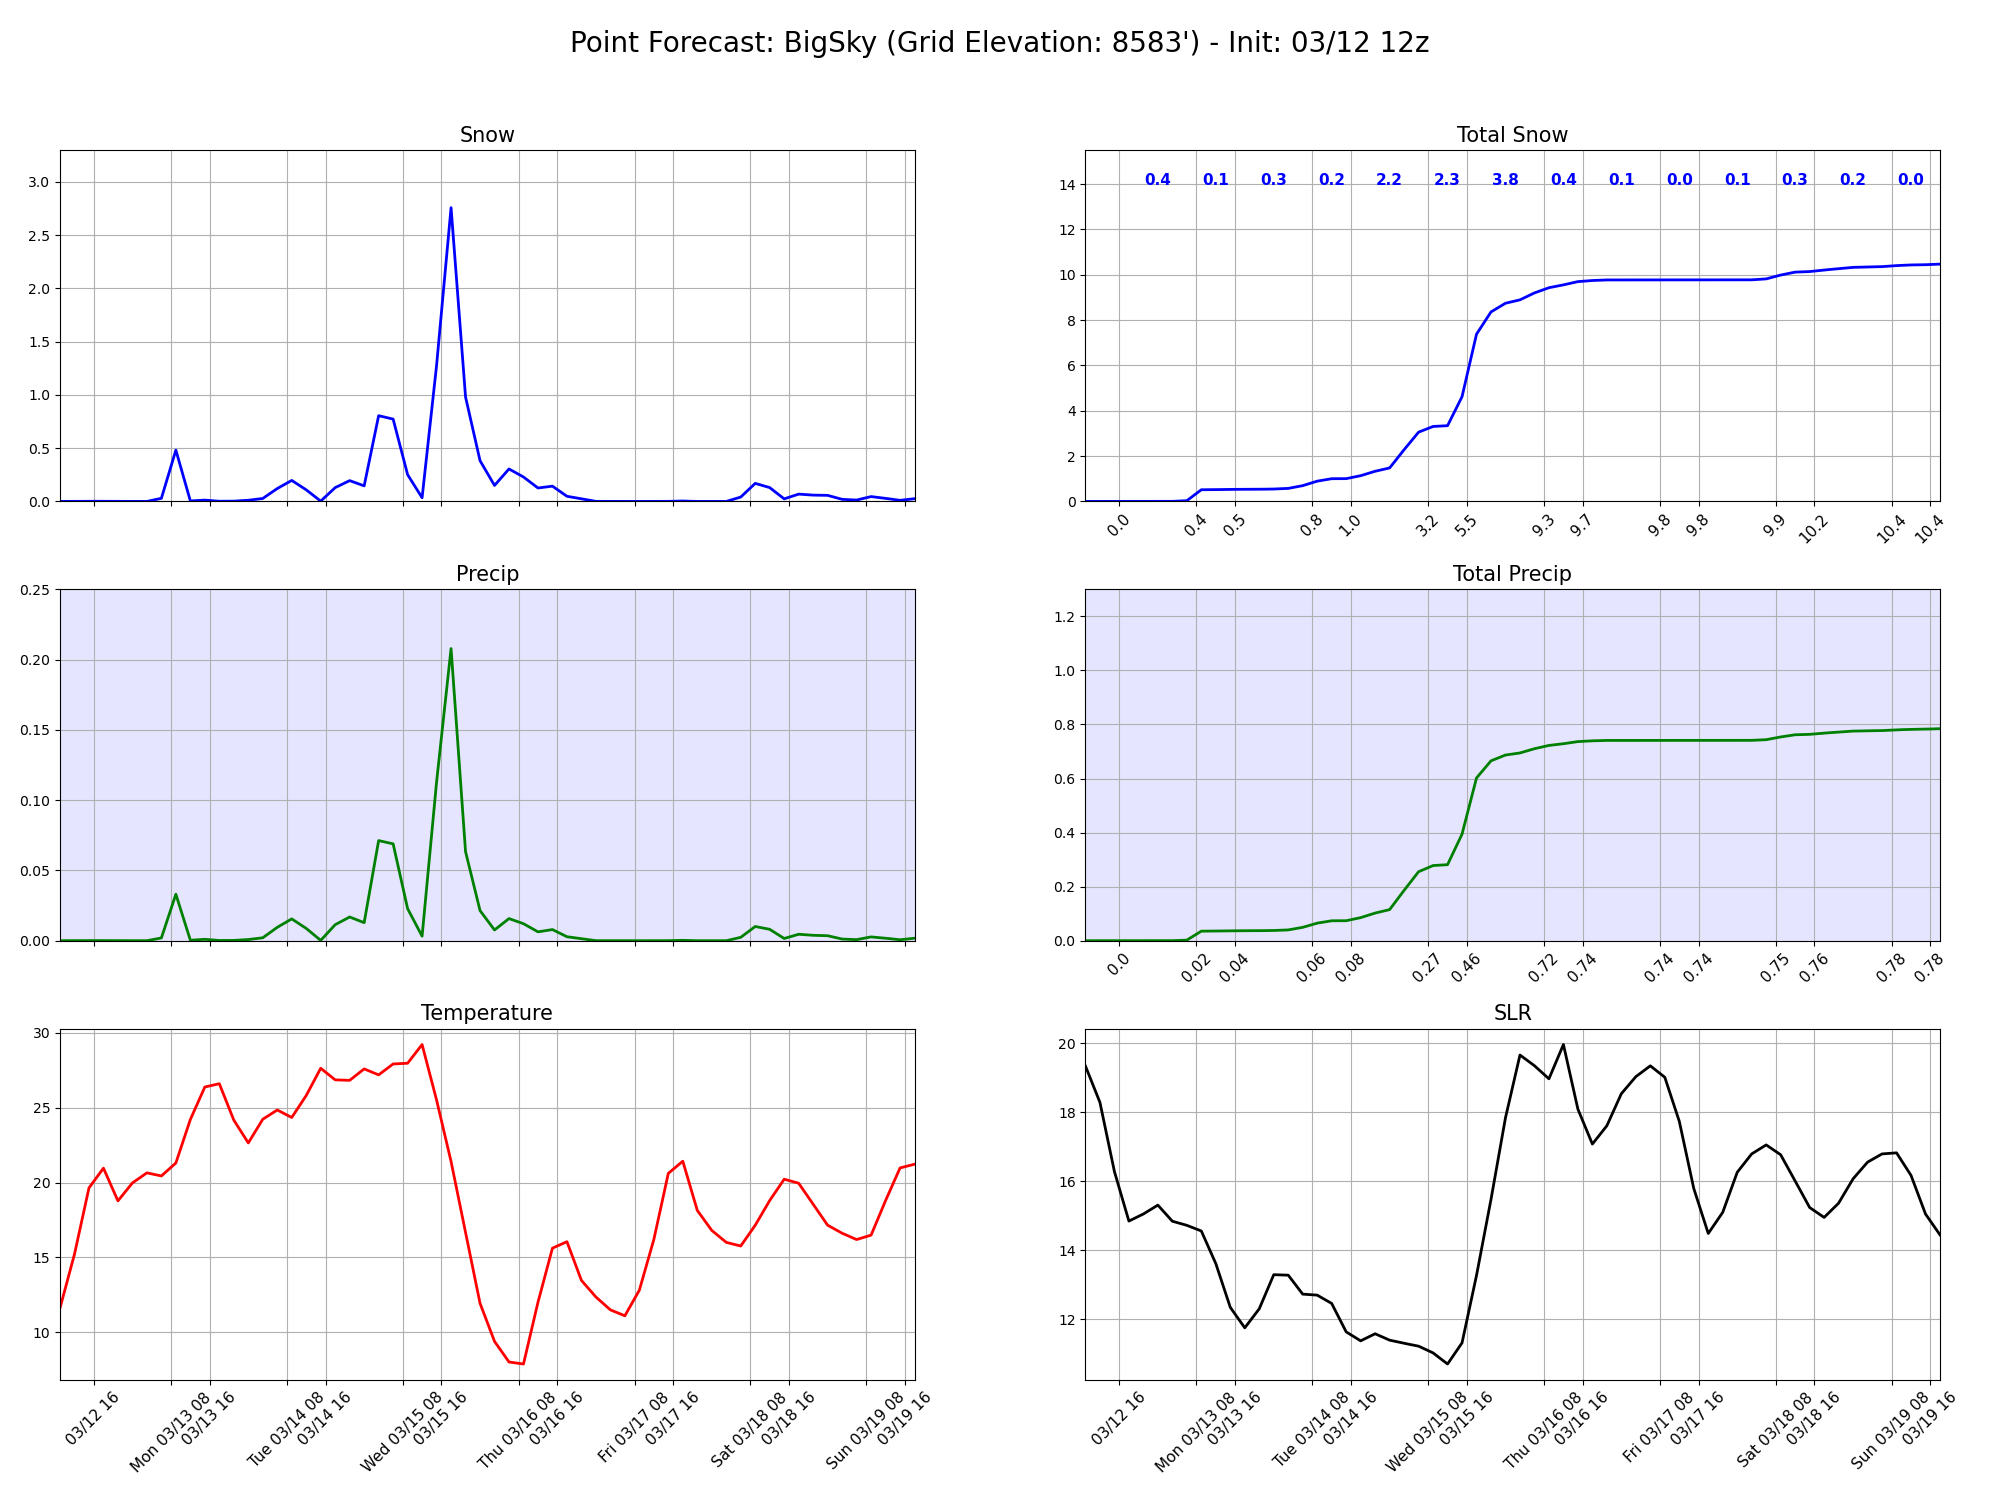 Point Forecast: BigSky (Grid Elevation: 8583') - Init: 03/12 12z
Snow
3.0
2.5
2.0
1.5
1.0
0.5
0.0
Total Snow
0.4 0.1 0.3 0.2 2.2 2.3 3.8 0.4 0.1 0.0 0.1 0.3 0.2 0.0
14
12
10
8
6
4
2
0
0.0 0.4 0.5 0.8 1.0 3.2 5.5 9.3 9.7 9.8 9.8 9.9 10.2 10.4 10.4
Precip
0.25
0.20
0.15
0.10
0.05
0.00
Total Precip
1.2
1.0
0.8
0.6
0.4
0.2
0.0
0.0 0.02 0.04 0.06 0.08 0.27 0.46 0.72 0.74 0.74 0.74 0.75 0.76 0.78 0.78
Temperature
30
25
20
15
10
03/12 16
Mon 03/13 08
03/13 16
Tue 03/14 08
03/14 16
Wed 03/15 08
03/15 16
Thu 03/16 08
03/16 16
Fri 03/17 08
03/17 16
Sat 03/18 08
03/18 16
Sun 03/19 08
03/19 16
SLR
20
18
16
14
12
03/12 16
Mon 03/13 08
03/13 16
Tue 03/14 08
03/14 16
Wed 03/15 08
03/15 16
Thu 03/16 08
03/16 16
Fri 03/17 08
03/17 16
Sat 03/18 08
03/18 16
Sun 03/19 08
03/19 16